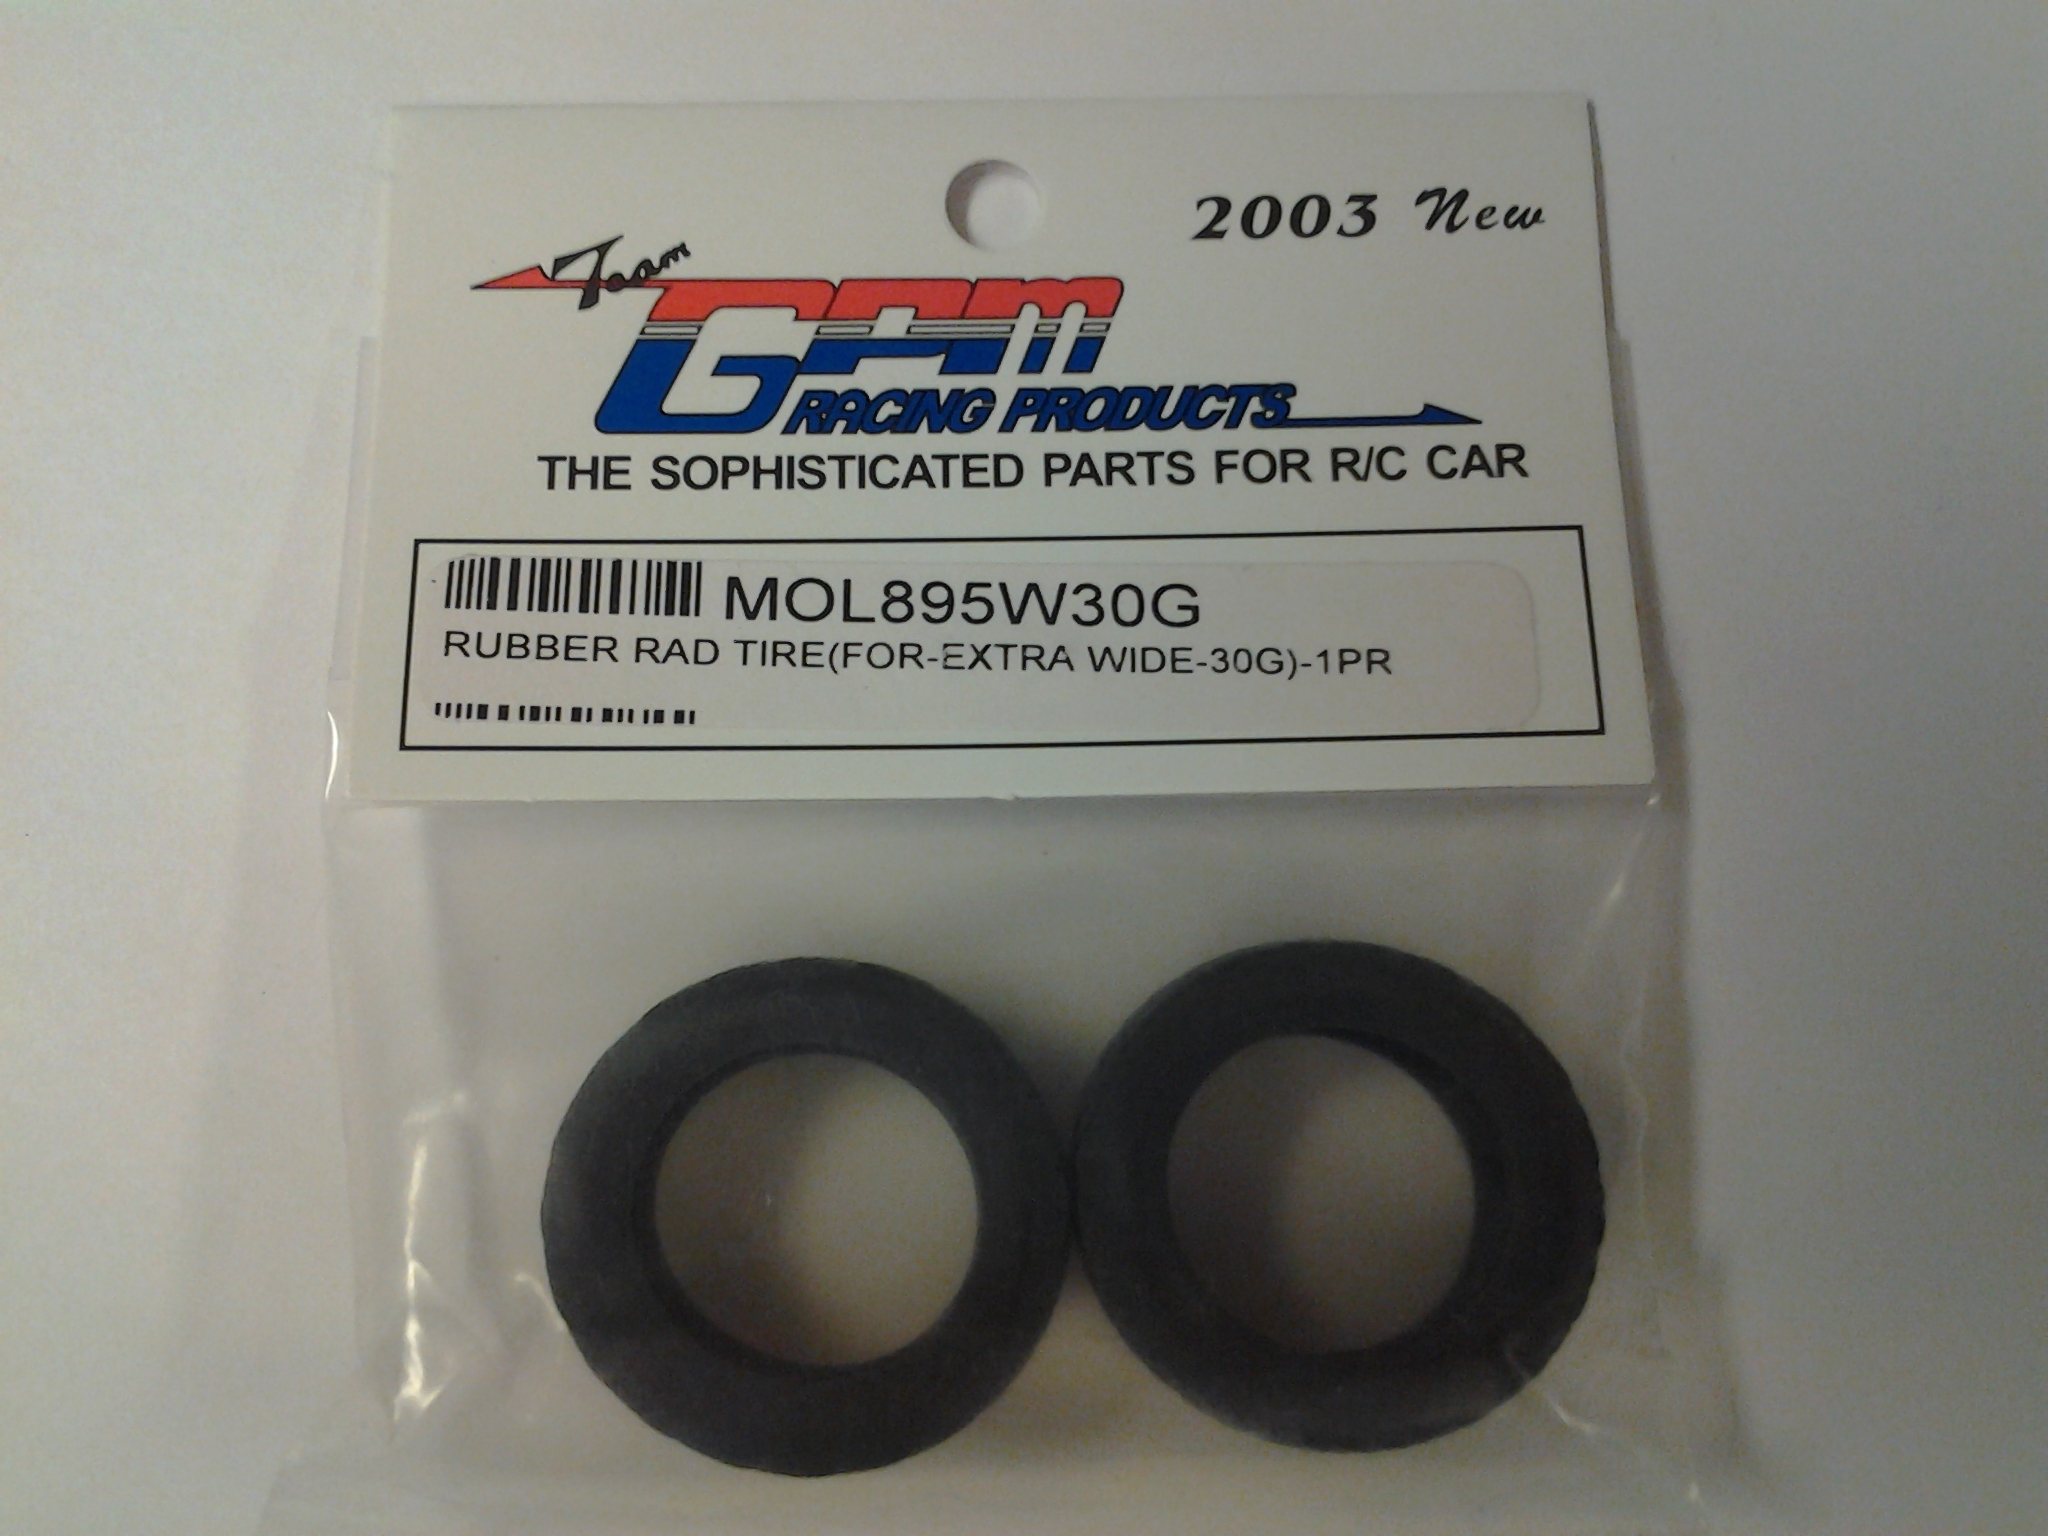 2003 New
Team
GPM
RACING PRODUCTS
THE SOPHISTICATED PARTS FOR R/C CAR
MOL895W30G
RUBBER RAD TIRE(FOR-EXTRA WIDE-30G)-1PR